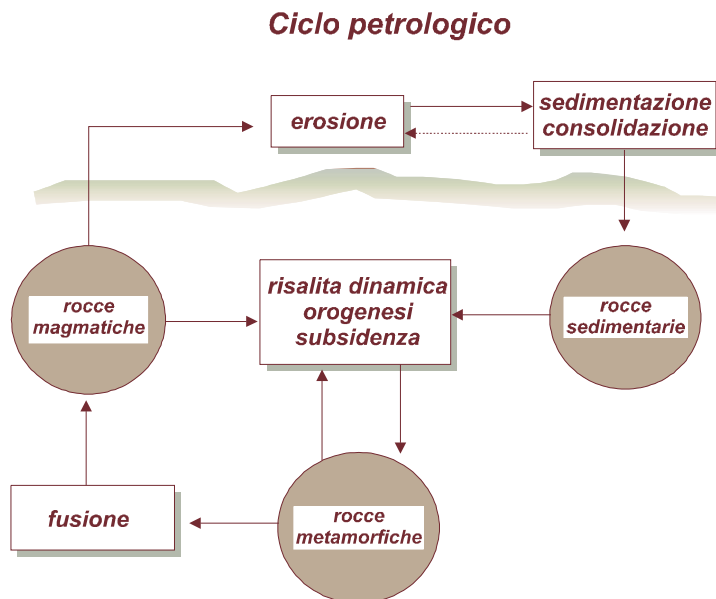 Ciclo petrologico
erosione
sedimentazione
consolidazione
rocce
magmatiche
risalita dinamica
orogenesi
subsidenza
rocce
sedimentarie
fusione
rocce
metamorfiche